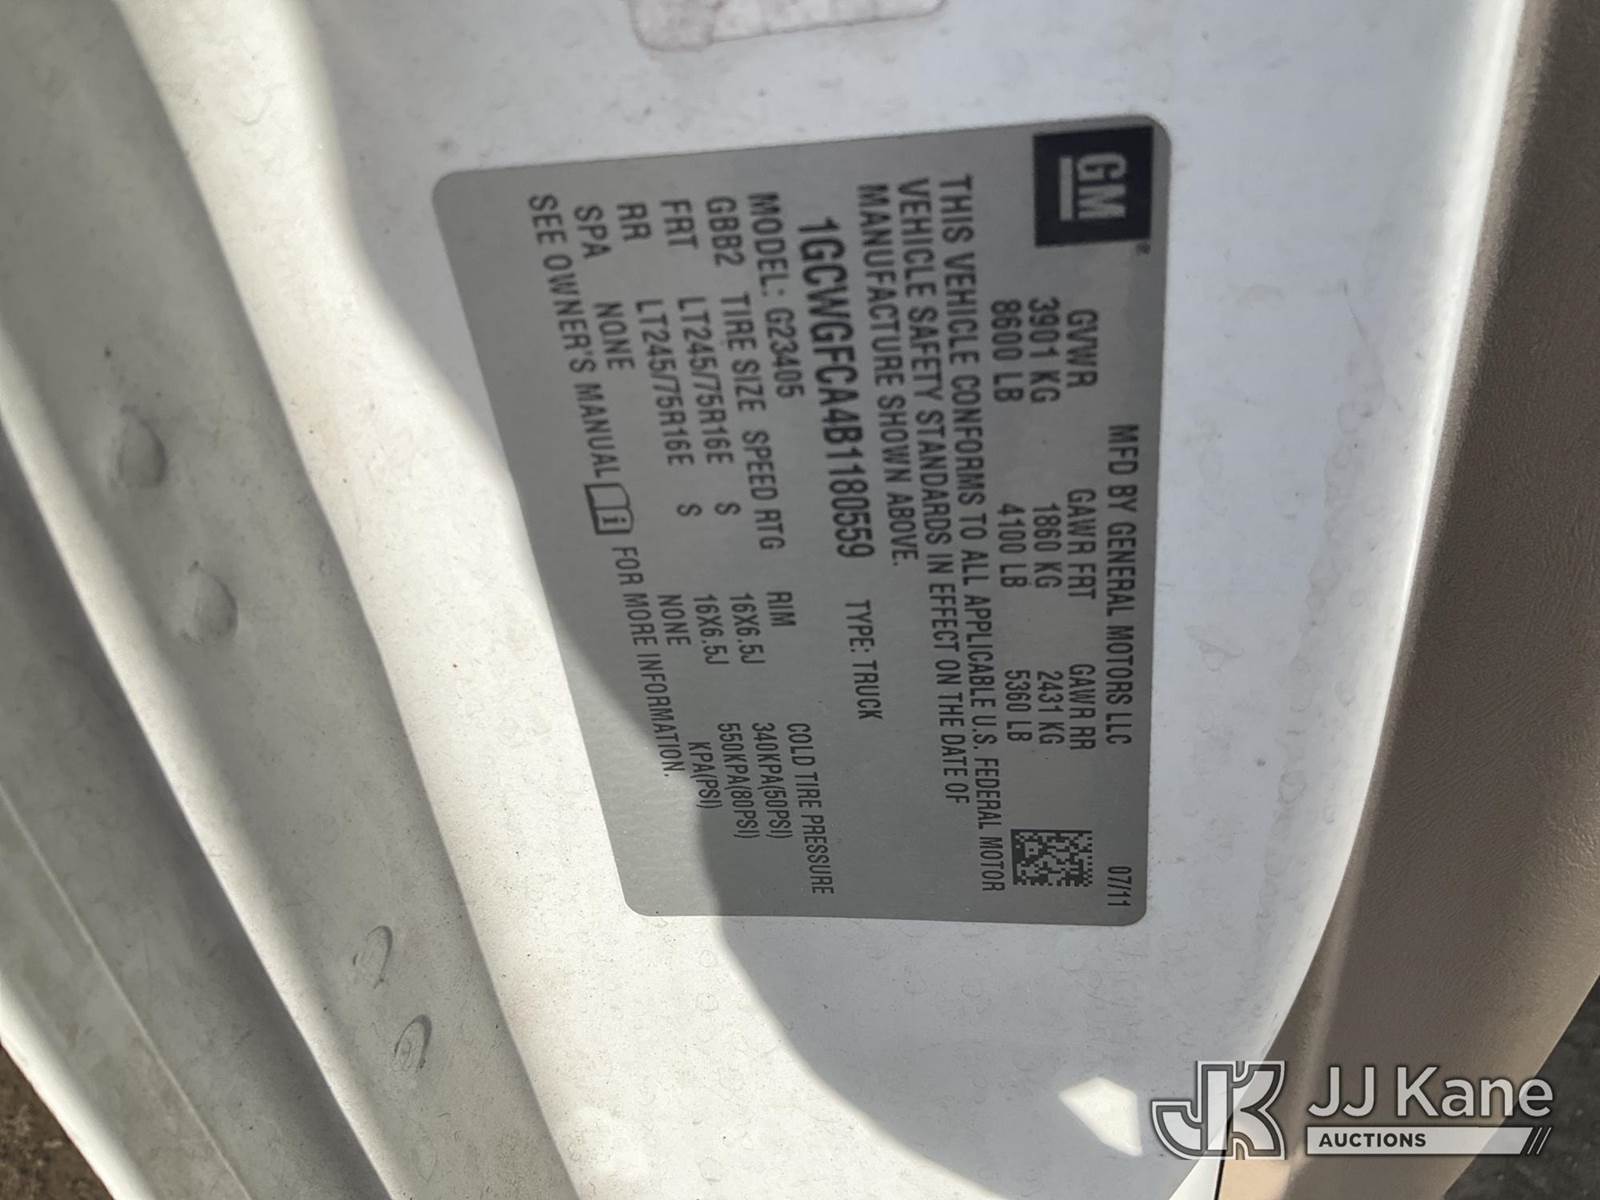 GM®
MFD BY GENERAL MOTORS LLC 07/11
GVWR GAWR FRT GAWR RR
3901 KG 1860 KG 2431 KG
8600 LB 4100 LB 5360 LB
THIS VEHICLE CONFORMS TO ALL APPLICABLE U.S. FEDERAL MOTOR
VEHICLE SAFETY STANDARDS IN EFFECT ON THE DATE OF
MANUFACTURE SHOWN ABOVE.
1GCWGFCA4B1180559 TYPE: TRUCK
MODEL: G23405
GBB2 TIRE SIZE SPEED RTG RIM COLD TIRE PRESSURE
FRT LT245/75R16E S 16X6.5J 340KPA(50PSI)
RR LT245/75R16E S 16X6.5J 550KPA(80PSI)
SPA NONE NONE KPA(PSI)
SEE OWNER'S MANUAL i FOR MORE INFORMATION.
JK JJ Kane
AUCTIONS